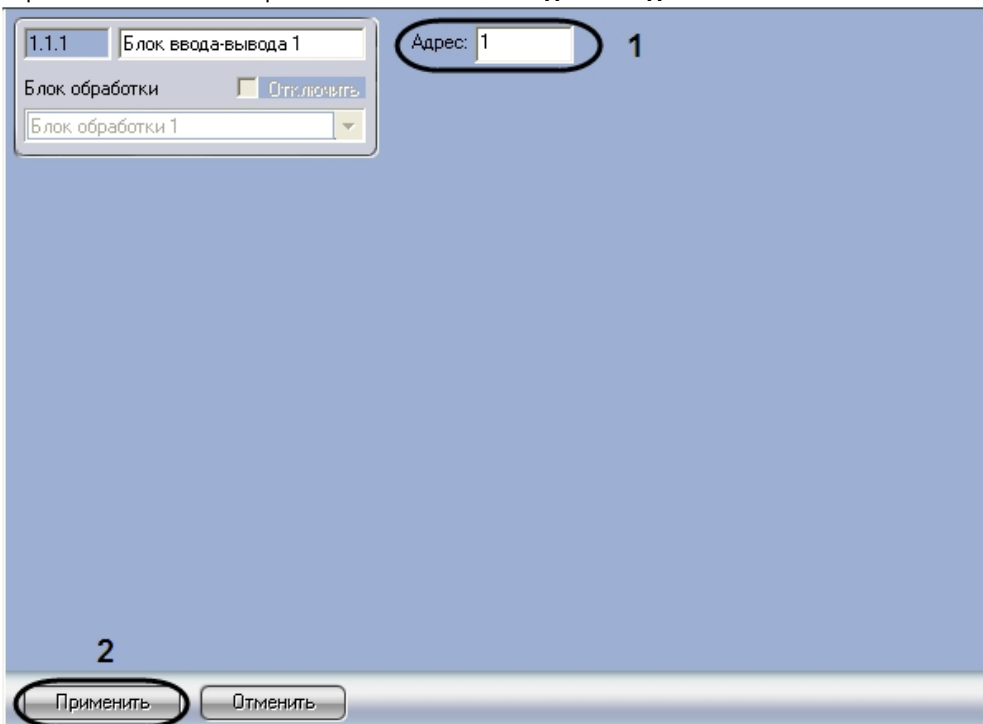 1.1.1 Блок ввода-вывода 1 Адрес: 1 1
Блок обработки Отключить
Блок обработки 1
2
Применить Отменить